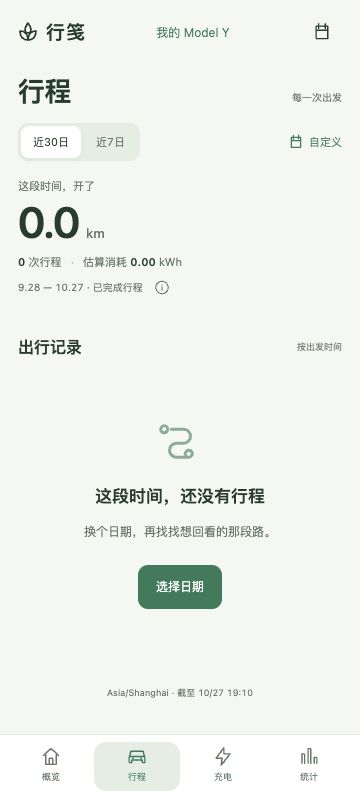 行笺
我的 Model Y
行程
每一次出发
近30日
近7日
自定义
这段时间，开了
0.0 km
0 次行程 · 估算消耗 0.00 kWh
9.28 — 10.27 · 已完成行程
出行记录
按出发时间
这段时间，还没有行程
换个日期，再找找想回看的那段路。
选择日期
Asia/Shanghai · 截至 10/27 19:10
概览
行程
充电
统计